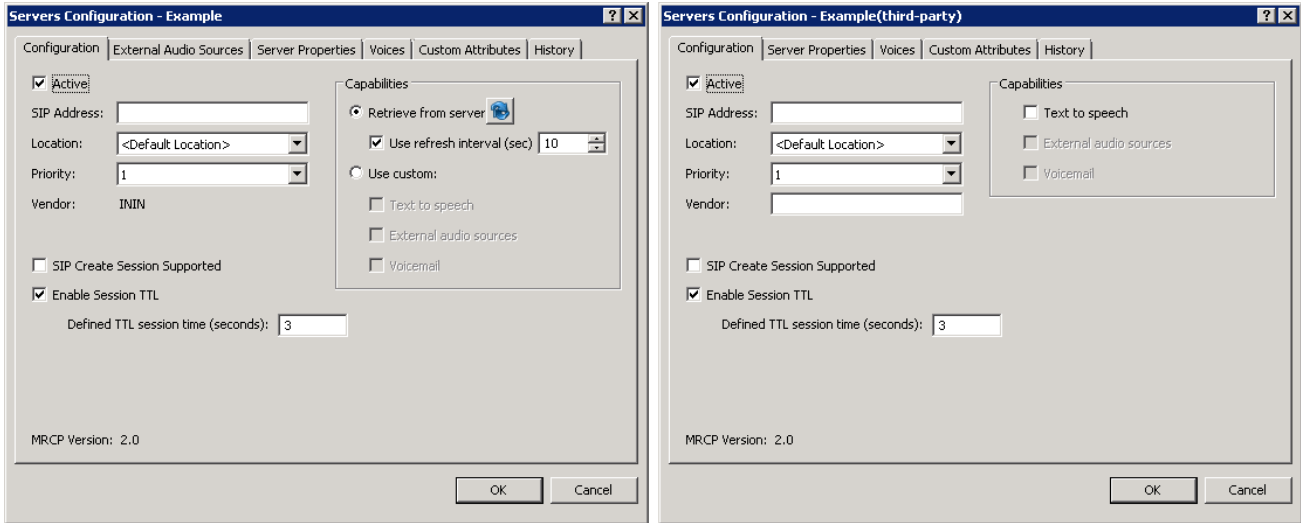 Servers Configuration - Example
Configuration External Audio Sources Server Properties Voices Custom Attributes History
Active
SIP Address:
Location: <Default Location>
Priority: 1
Vendor: ININ
SIP Create Session Supported
Enable Session TTL
Defined TTL session time (seconds): 3
MRCP Version: 2.0
Capabilities
Retrieve from server
Use refresh interval (sec) 10
Use custom:
Text to speech
External audio sources
Voicemail
OK Cancel
Servers Configuration - Example(third-party)
Configuration Server Properties Voices Custom Attributes History
Active
SIP Address:
Location: <Default Location>
Priority: 1
Vendor:
SIP Create Session Supported
Enable Session TTL
Defined TTL session time (seconds): 3
MRCP Version: 2.0
Capabilities
Text to speech
External audio sources
Voicemail
OK Cancel